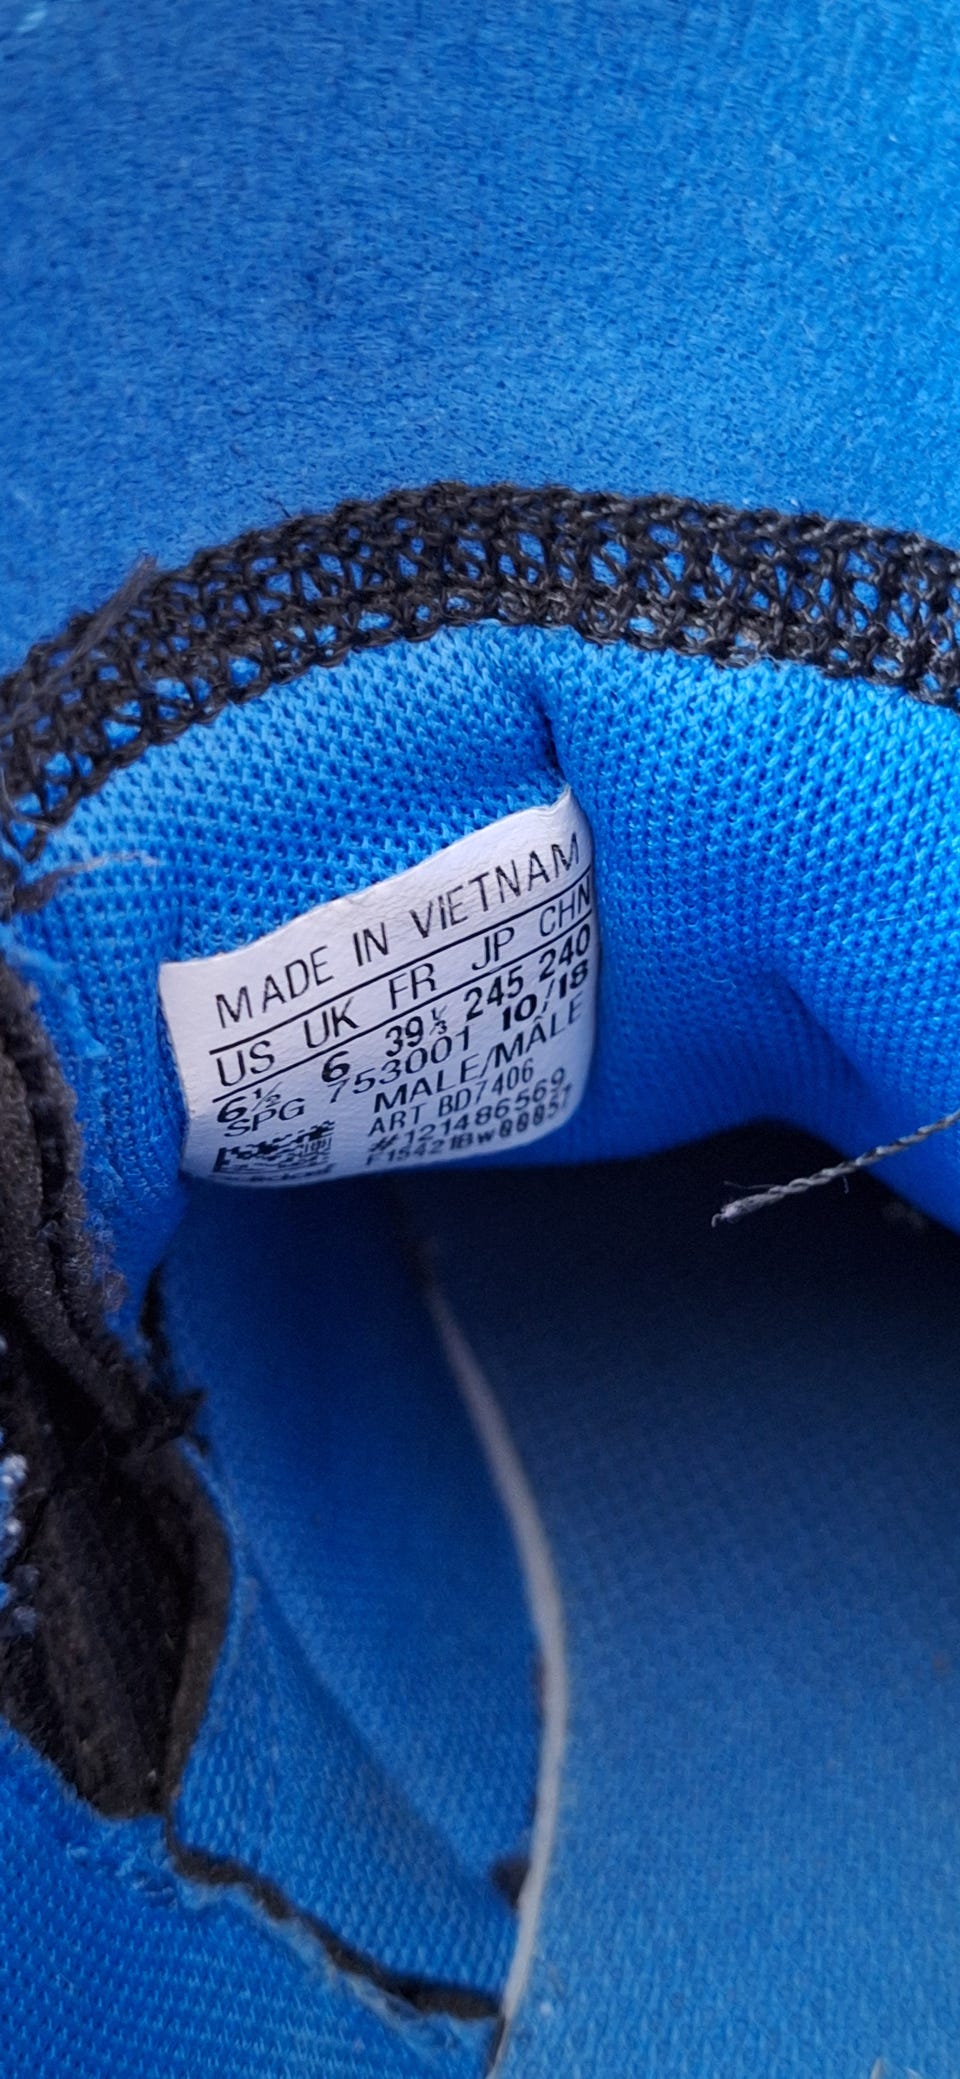 MADE IN VIETNAM
US UK FR JP CHN
6½ 6 39⅓ 245 240
SPG 753001 10/18
MALE/MÂLE
ART BD7406
#121486569